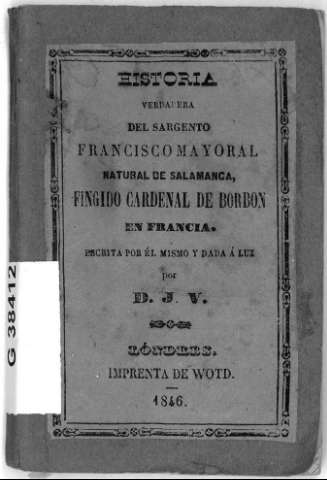 HISTORIA
VERDADERA
DEL SARGENTO
FRANCISCO MAYORAL
NATURAL DE SALAMANCA,
FINGIDO CARDENAL DE BORBON
EN FRANCIA.
ESCRITA POR ÉL MISMO Y DADA Á LUZ
por
D. J. V.
LÓNDRES.
IMPRENTA DE WOTD.
1846.
G 38412